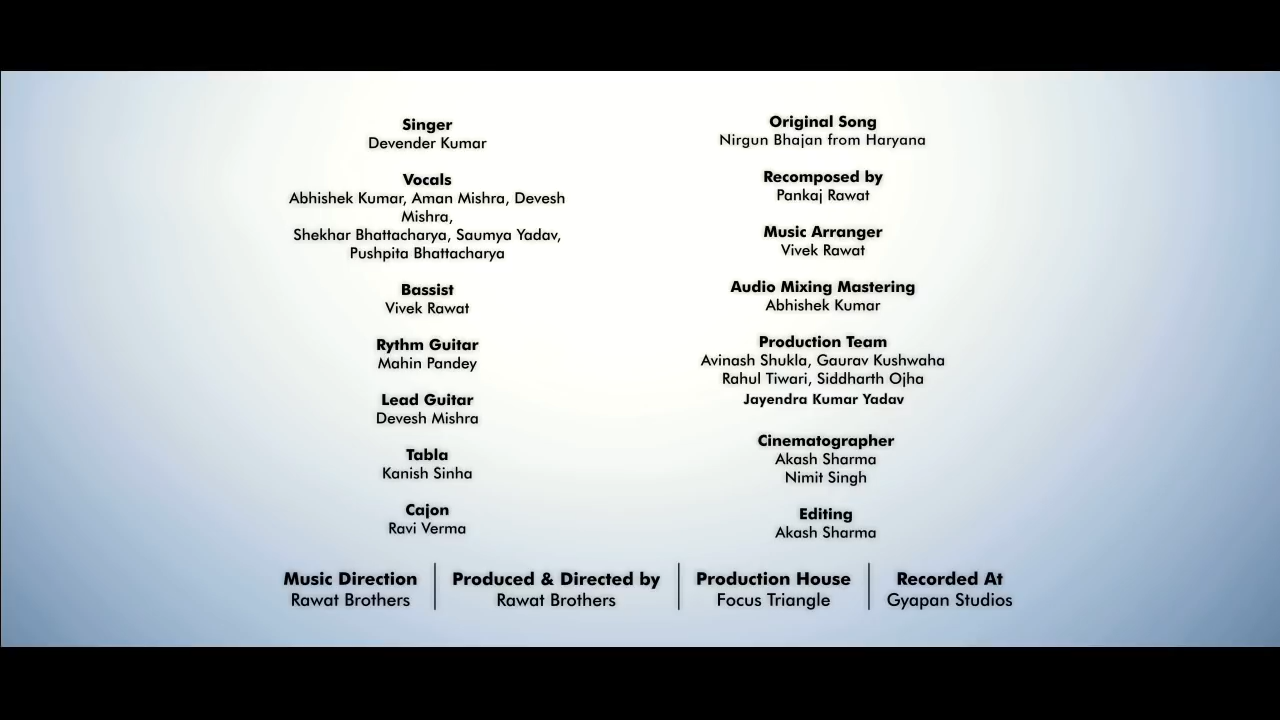 Singer
Devender Kumar
Vocals
Abhishek Kumar, Aman Mishra, Devesh
Mishra,
Shekhar Bhattacharya, Saumya Yadav,
Pushpita Bhattacharya
Bassist
Vivek Rawat
Rythm Guitar
Mahin Pandey
Lead Guitar
Devesh Mishra
Tabla
Kanish Sinha
Cajon
Ravi Verma
Original Song
Nirgun Bhajan from Haryana
Recomposed by
Pankaj Rawat
Music Arranger
Vivek Rawat
Audio Mixing Mastering
Abhishek Kumar
Production Team
Avinash Shukla, Gaurav Kushwaha
Rahul Tiwari, Siddharth Ojha
Jayendra Kumar Yadav
Cinematographer
Akash Sharma
Nimit Singh
Editing
Akash Sharma
Music Direction
Rawat Brothers
Produced & Directed by
Rawat Brothers
Production House
Focus Triangle
Recorded At
Gyapan Studios